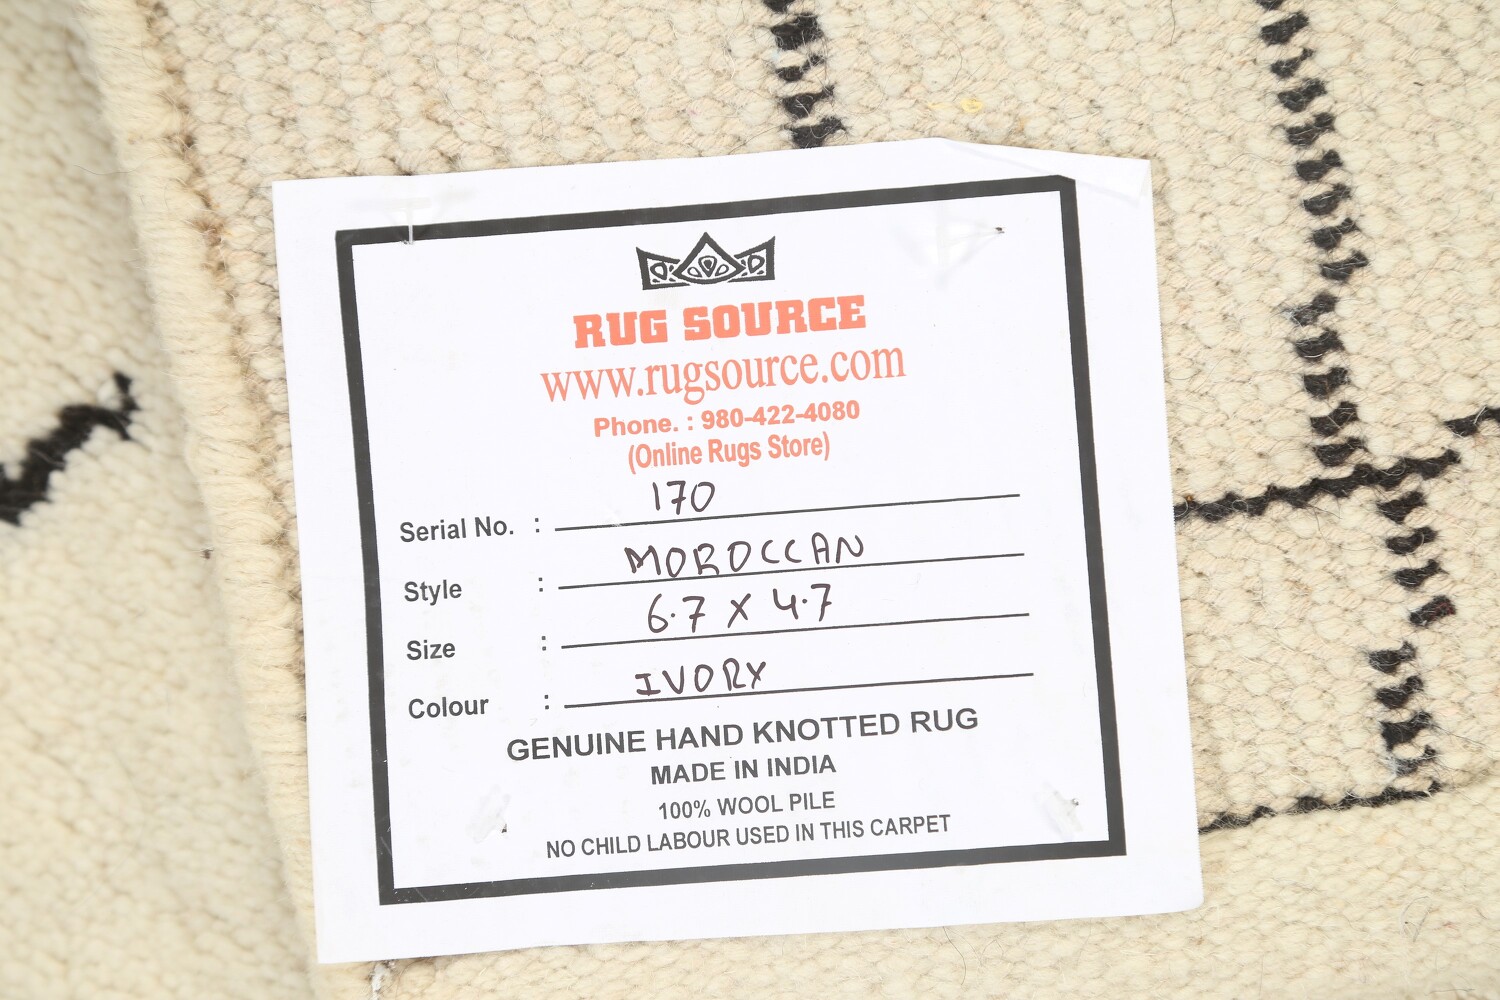 RUG SOURCE
www.rugsource.com
Phone. : 980-422-4080
(Online Rugs Store)
Serial No. : 170
Style : MOROCCAN
Size : 6.7 X 4.7
Colour : IVORY
GENUINE HAND KNOTTED RUG
MADE IN INDIA
100% WOOL PILE
NO CHILD LABOUR USED IN THIS CARPET